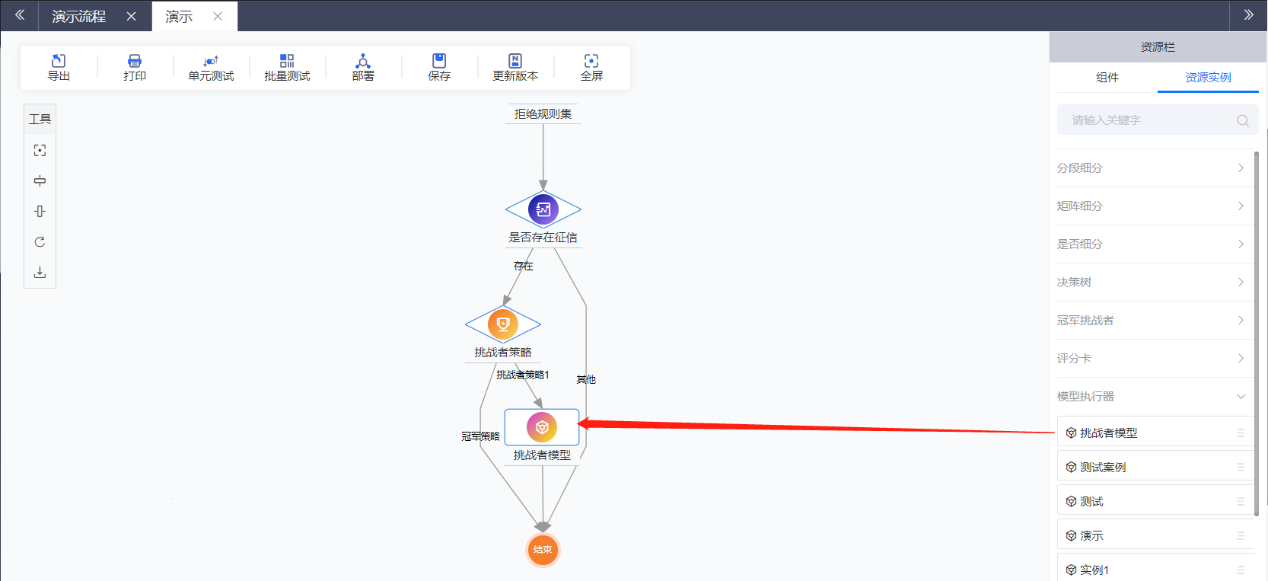 演示流程
演示
导出
打印
单元测试
批量测试
部署
保存
更新版本
全屏
工具
拒绝规则集
是否存在征信
存在
挑战者策略
挑战者策略1
其他
冠军策略
挑战者模型
结束
资源栏
组件
资源实例
请输入关键字
分段细分
矩阵细分
是否细分
决策树
冠军挑战者
评分卡
模型执行器
挑战者模型
测试案例
测试
演示
实例1